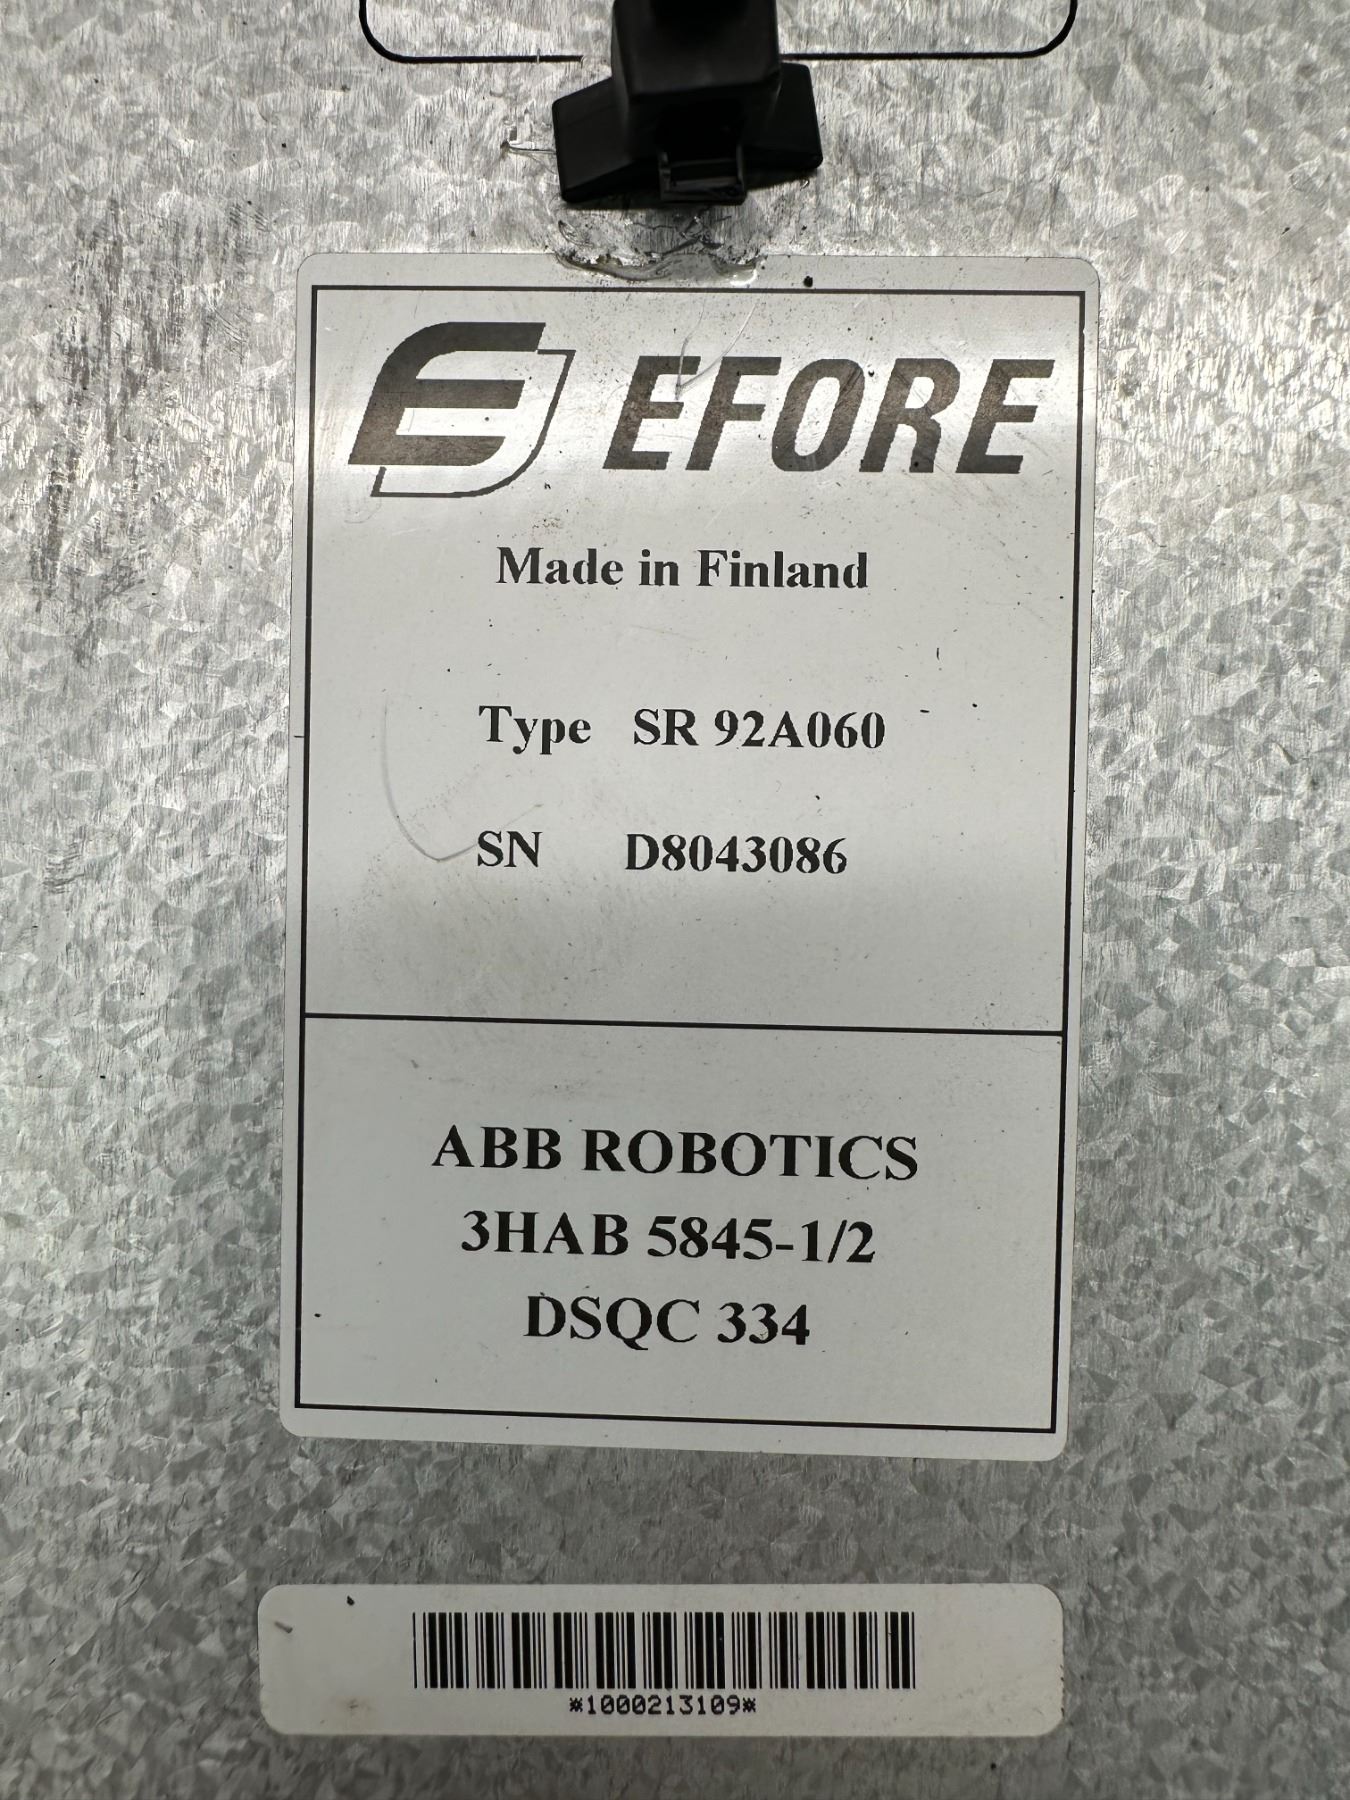 EFORE
Made in Finland
Type SR 92A060
SN D8043086
ABB ROBOTICS
3HAB 5845-1/2
DSQC 334
*1000213109*